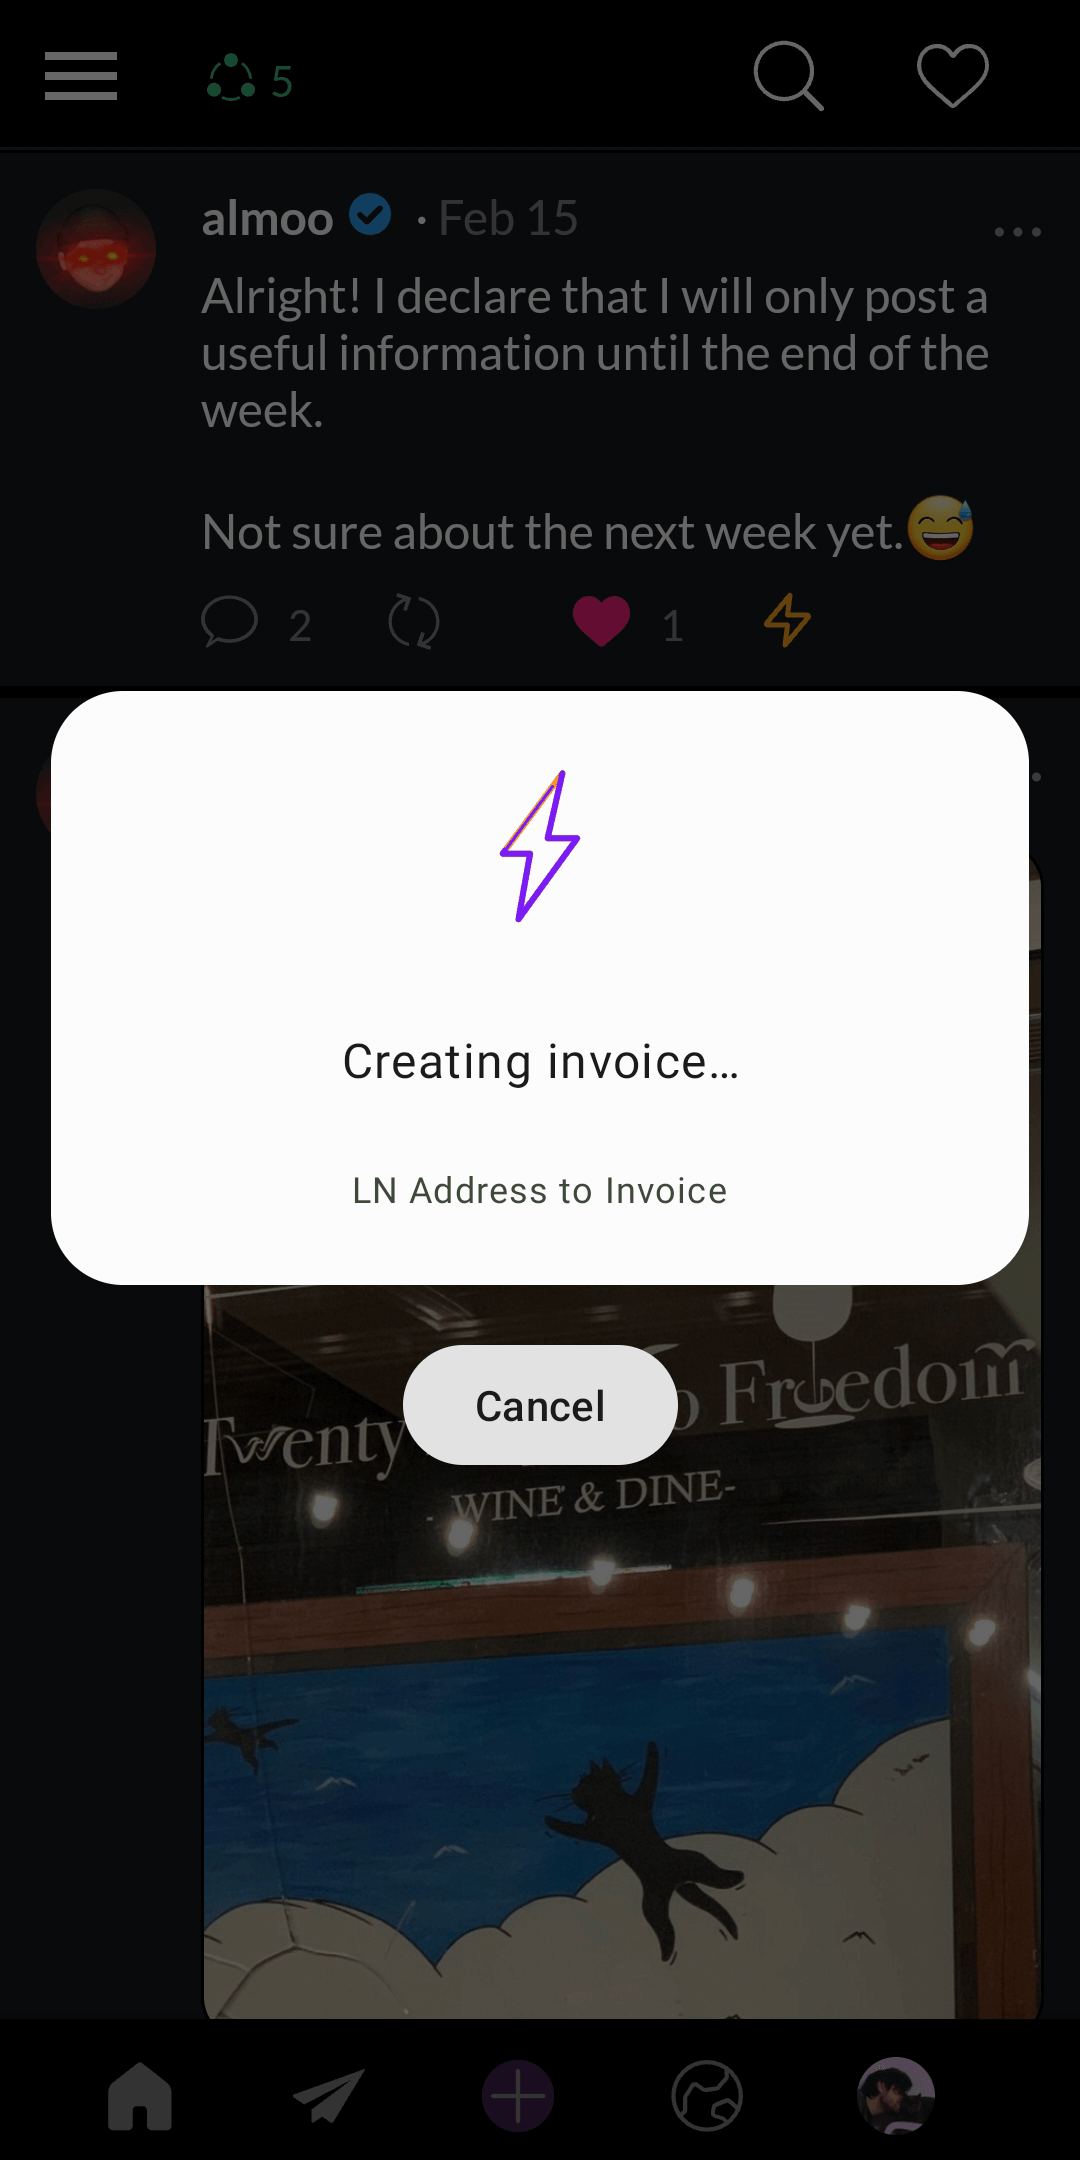 5
almoo · Feb 15
Alright! I declare that I will only post a
useful information until the end of the
week.
Not sure about the next week yet.😅
2 1
Creating invoice…
LN Address to Invoice
Cancel
Twenty o Freedom
- WINE & DINE-